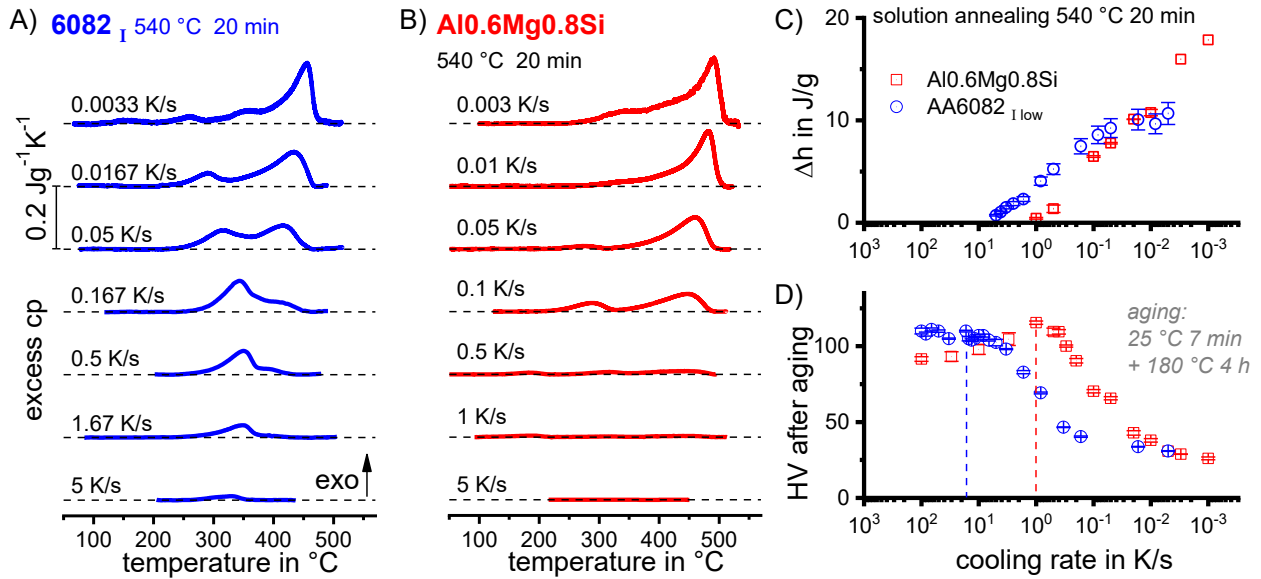 A) 6082 I 540 °C 20 min
0.0033 K/s
0.0167 K/s
0.05 K/s
0.167 K/s
0.5 K/s
1.67 K/s
5 K/s
exo
0.2 Jg⁻¹K⁻¹
excess cp
100 200 300 400 500
temperature in °C
B) Al0.6Mg0.8Si
540 °C 20 min
0.003 K/s
0.01 K/s
0.05 K/s
0.1 K/s
0.5 K/s
1 K/s
5 K/s
100 200 300 400 500
temperature in °C
C) solution annealing 540 °C 20 min
20
10
0
Δh in J/g
Al0.6Mg0.8Si
AA6082 I low
10³ 10² 10¹ 10⁰ 10⁻¹ 10⁻² 10⁻³
D)
100
50
0
HV after aging
aging:
25 °C 7 min
+ 180 °C 4 h
10³ 10² 10¹ 10⁰ 10⁻¹ 10⁻² 10⁻³
cooling rate in K/s